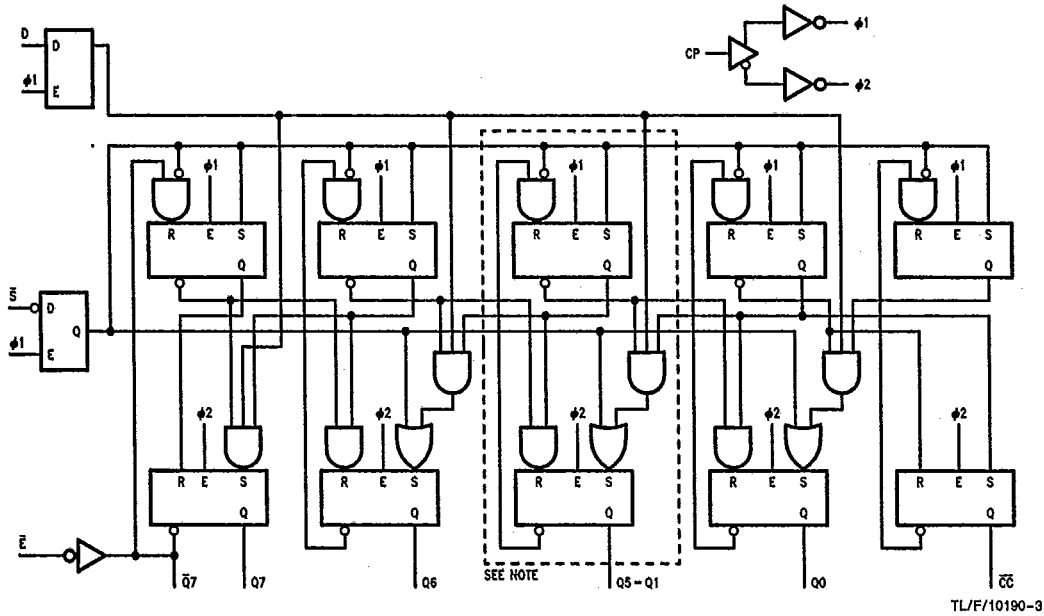 D D φ1 CP
φ1 E φ2
φ1 φ1 φ1 φ1 φ1
R E S R E S R E S R E S R E S
Q Q Q Q Q
S̅ D
Q
φ1 E
φ2 φ2 φ2 φ2 φ2
R E S R E S R E S R E S R E S
Q Q Q Q Q
E̅
SEE NOTE
Q̅7 Q7 Q6 Q5-Q1 Q0 C̅C̅
TL/F/10190-3